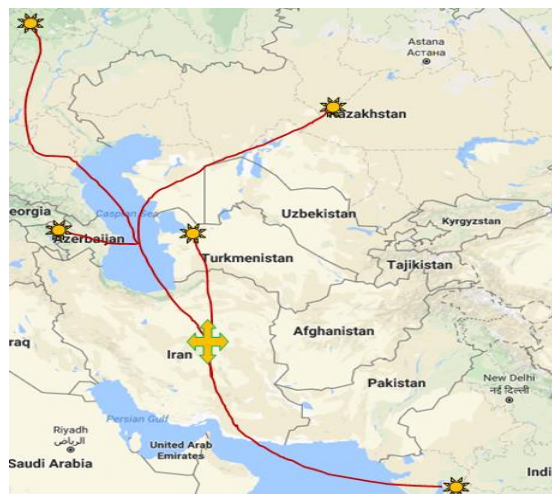 Astana
Астана
Kazakhstan
eorgia
Caspian Sea
Azerbaijan
Uzbekistan
Kyrgyzstan
Turkmenistan
Tajikistan
Afghanistan
Iran
raq
Pakistan
New Delhi
नई दिल्ली
Persian Gulf
Riyadh
الرياض
United Arab
Emirates
Saudi Arabia
Indi